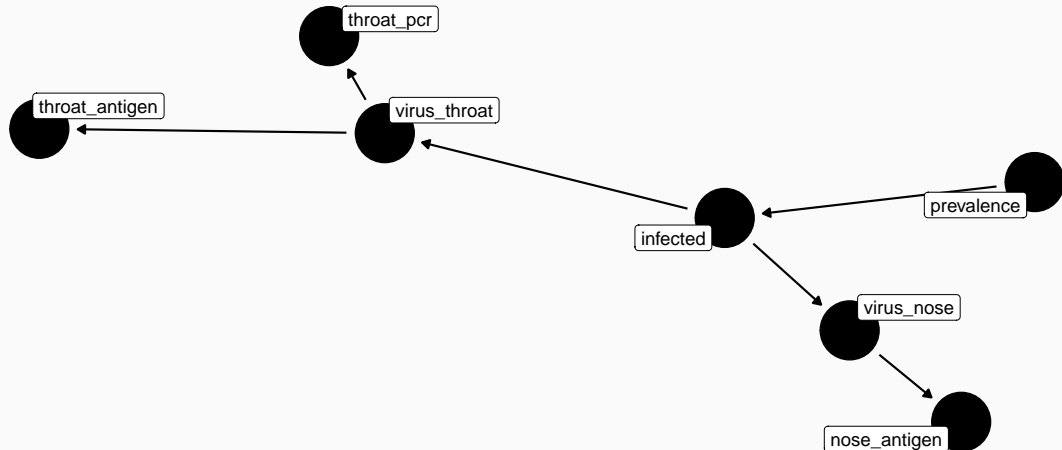 throat_pcr
throat_antigen
virus_throat
prevalence
infected
virus_nose
nose_antigen